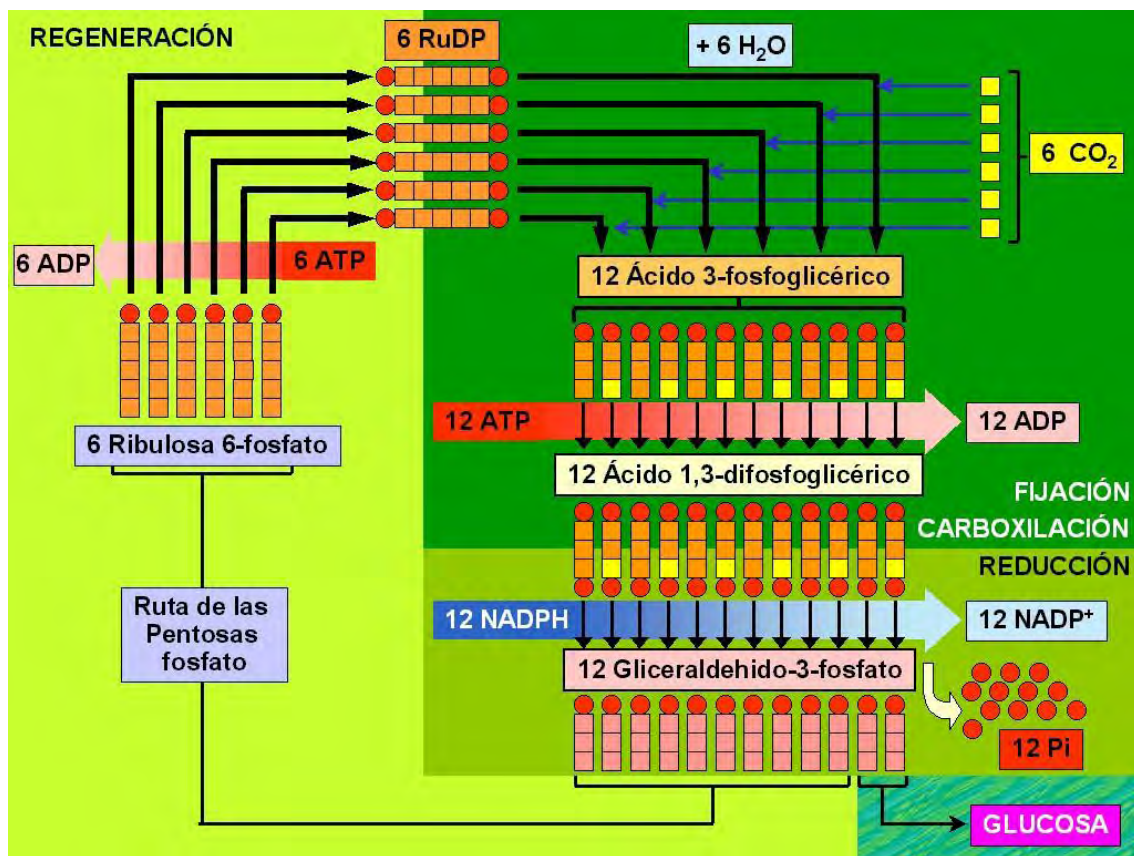 REGENERACIÓN
6 RuDP
+ 6 H₂O
6 CO₂
6 ADP
6 ATP
12 Ácido 3-fosfoglicérico
12 ATP
12 ADP
6 Ribulosa 6-fosfato
12 Ácido 1,3-difosfoglicérico
FIJACIÓN
CARBOXILACIÓN
REDUCCIÓN
Ruta de las
Pentosas
fosfato
12 NADPH
12 NADP⁺
12 Gliceraldehido-3-fosfato
12 Pi
GLUCOSA